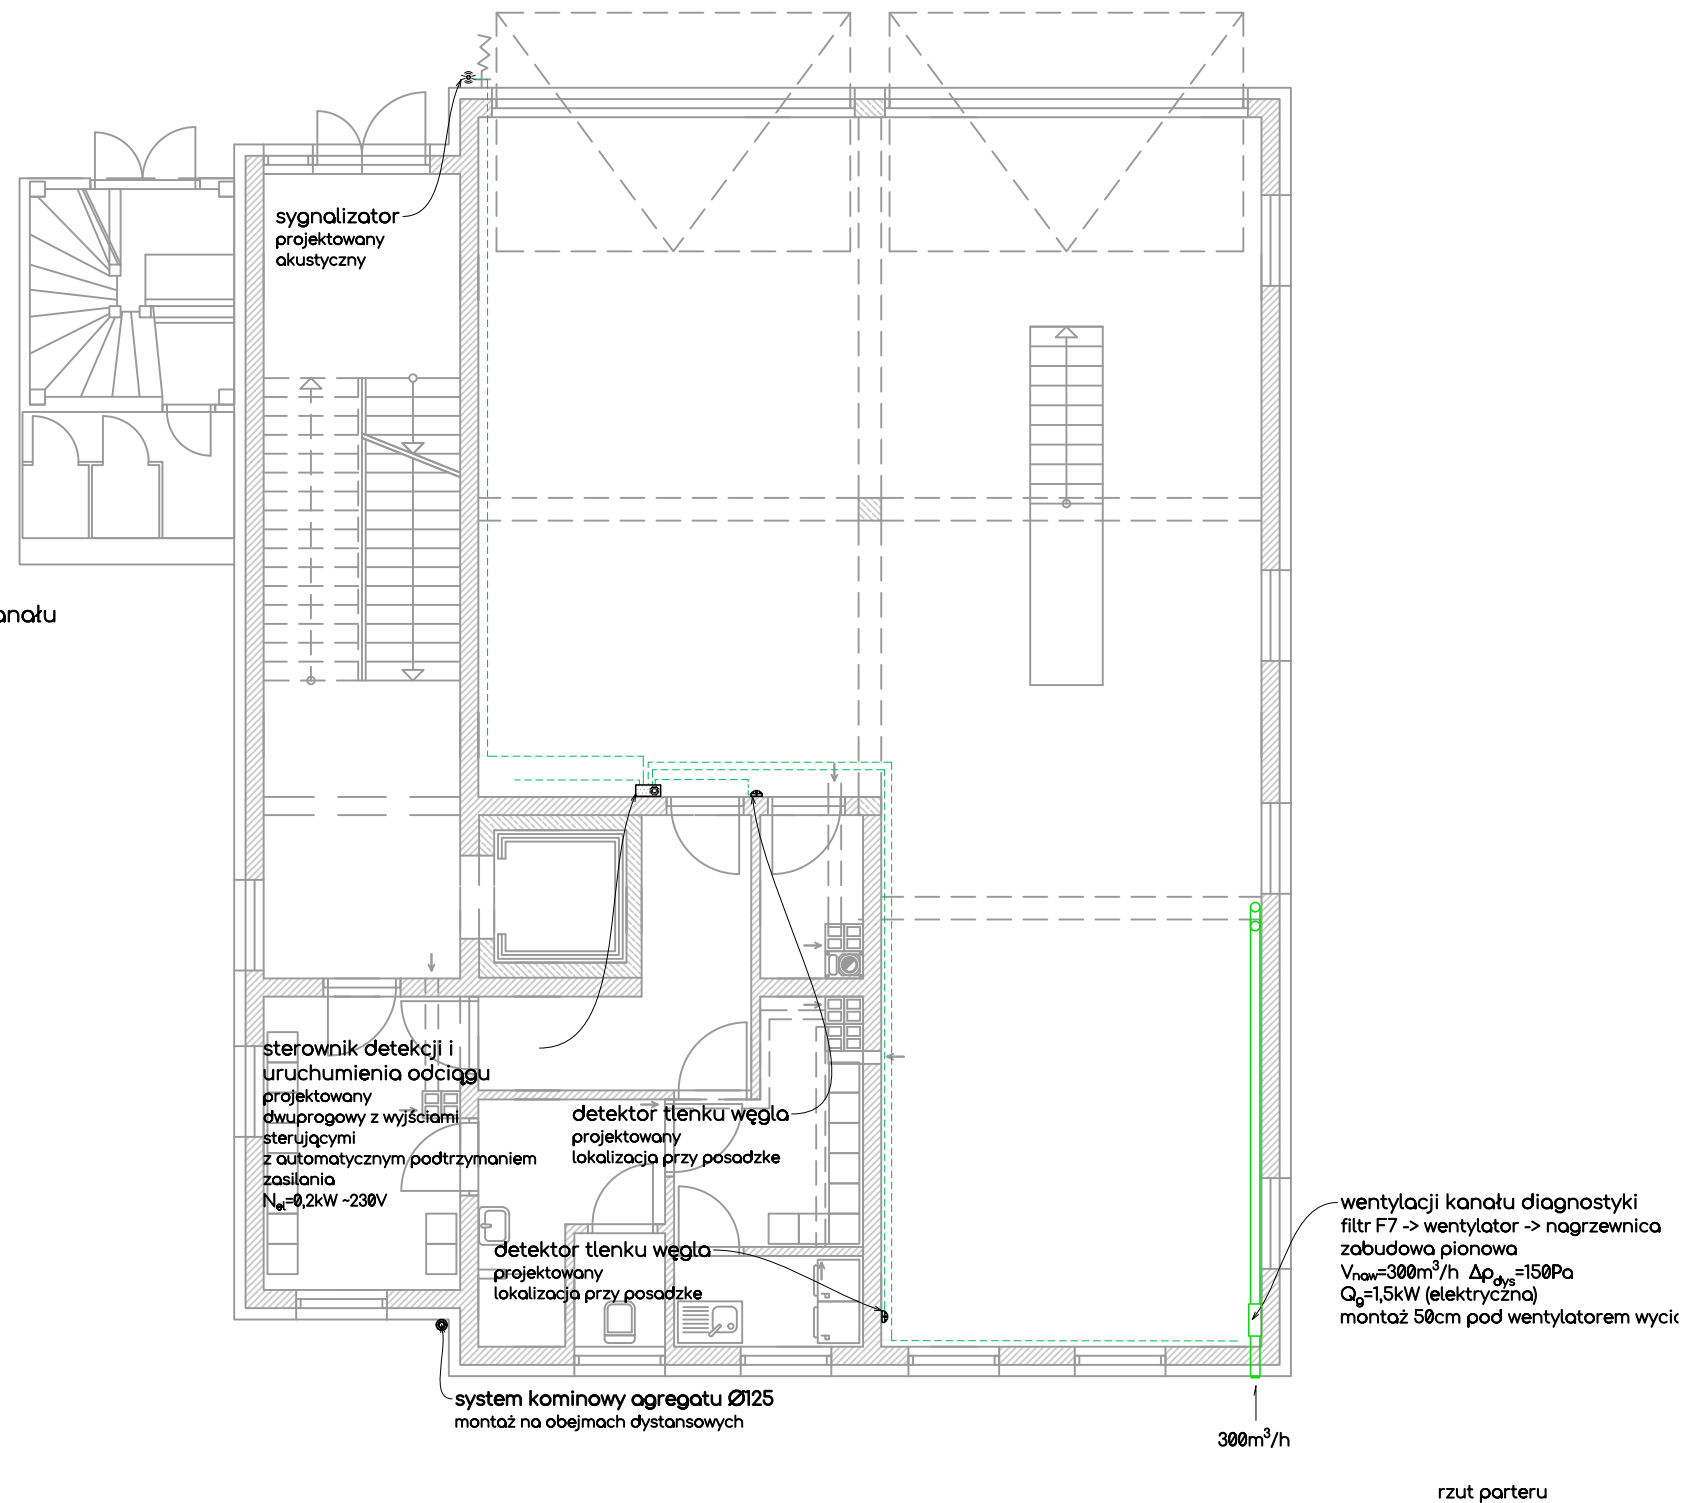 sygnalizator
projektowany
akustyczny
anału
sterownik detekcji i
uruchumienia odciągu
projektowany
dwuprogowy z wyjściami
sterującymi
z automatycznym podtrzymaniem
zasilania
Nel=0,2kW ~230V
detektor tlenku węgla
projektowany
lokalizacja przy posadzke
detektor tlenku węgla
projektowany
lokalizacja przy posadzke
wentylacji kanału diagnostyki
filtr F7 -> wentylator -> nagrzewnica
zabudowa pionowa
Vnaw=300m³/h Δpdys=150Pa
Qg=1,5kW (elektryczna)
montaż 50cm pod wentylatorem wyci
system kominowy agregatu Ø125
montaż na obejmach dystansowych
300m³/h
rzut parteru